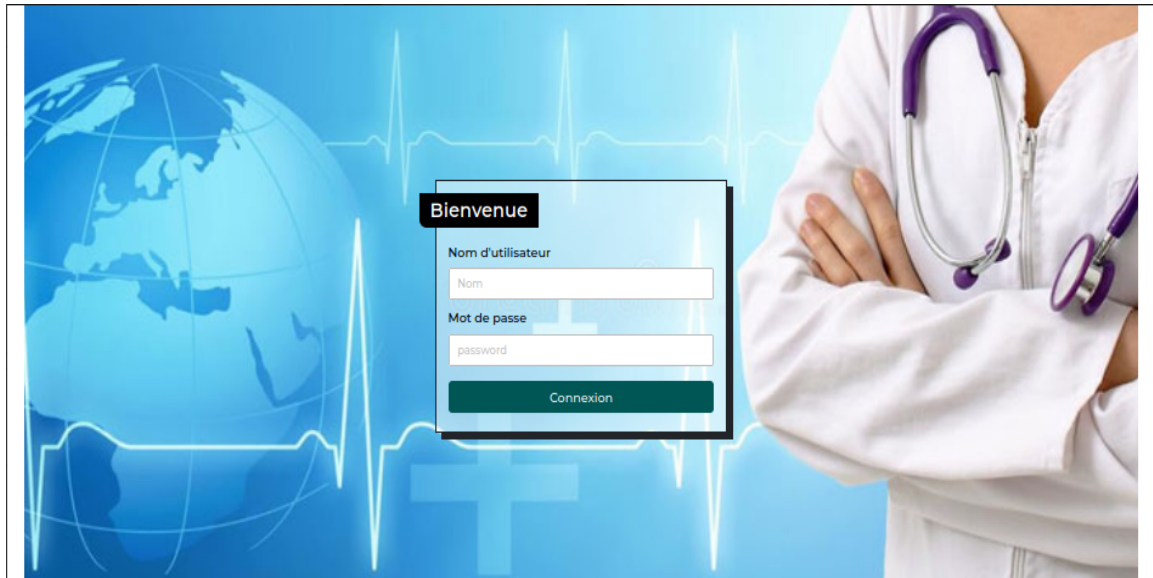 Bienvenue
Nom d'utilisateur
Nom
Mot de passe
password
Connexion